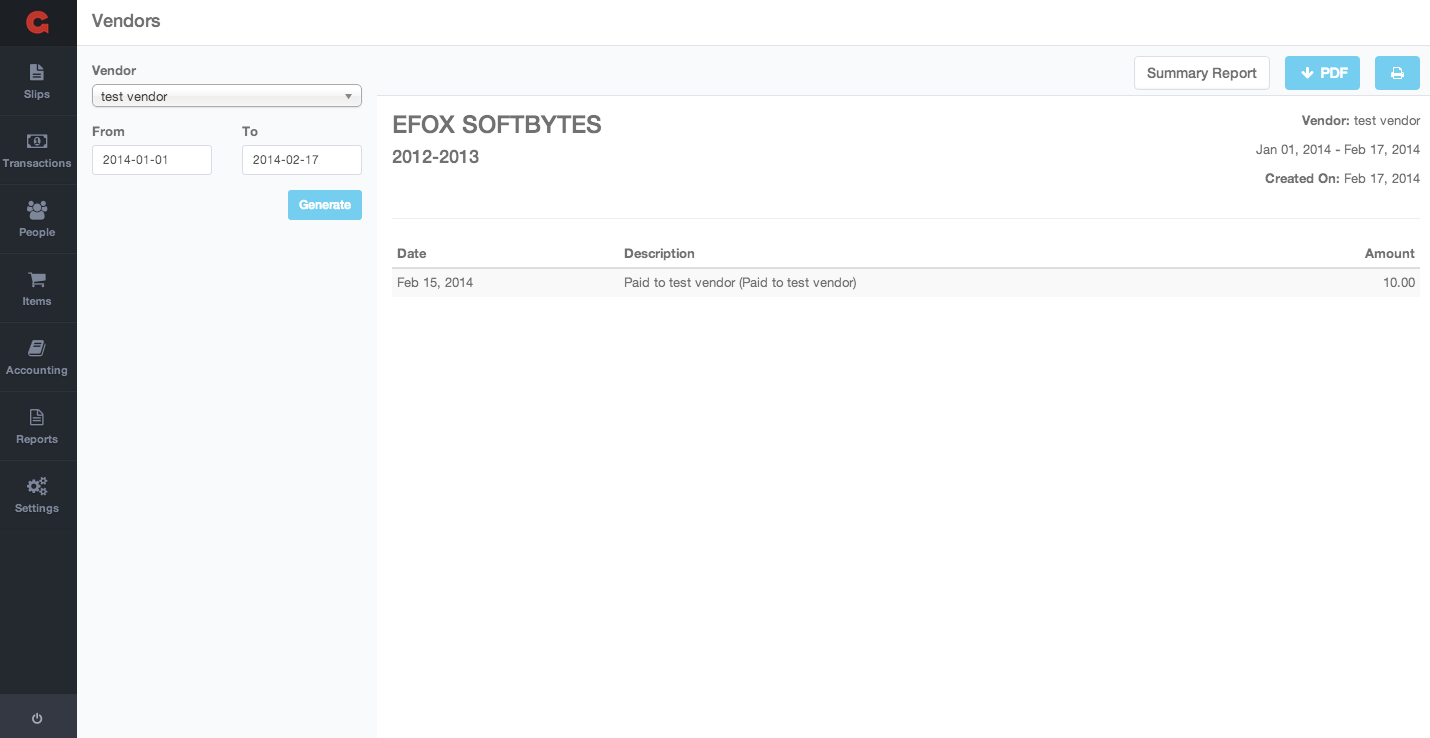 Vendors
Slips
Transactions
People
Items
Accounting
Reports
Settings
Vendor
test vendor
From To
2014-01-01 2014-02-17
Generate
Summary Report PDF
EFOX SOFTBYTES
2012-2013
Vendor: test vendor
Jan 01, 2014 - Feb 17, 2014
Created On: Feb 17, 2014
Date Description Amount
Feb 15, 2014 Paid to test vendor (Paid to test vendor) 10.00